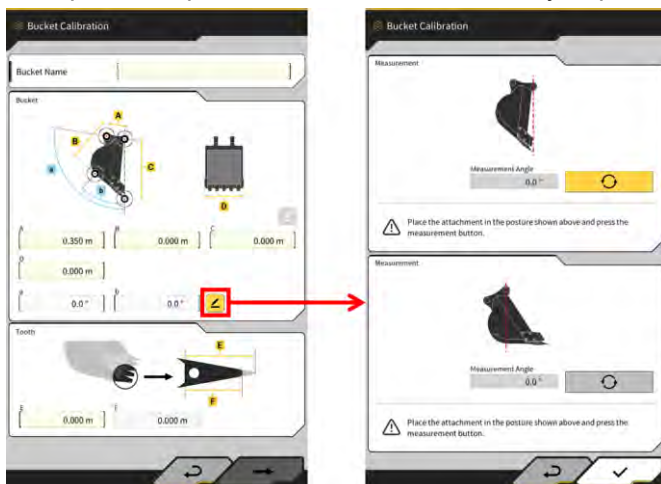 Bucket Calibration
Bucket Name
Bucket
A
B
C
a
b
D
A 0.350 m
B 0.000 m
C 0.000 m
D 0.000 m
a 0.0 °
b 0.0 °
Tooth
E
F
E 0.000 m
F 0.000 m
Bucket Calibration
Measurement
Measurement Angle
0.0 °
Place the attachment in the posture shown above and press the
measurement button.
Measurement
Measurement Angle
0.0 °
Place the attachment in the posture shown above and press the
measurement button.